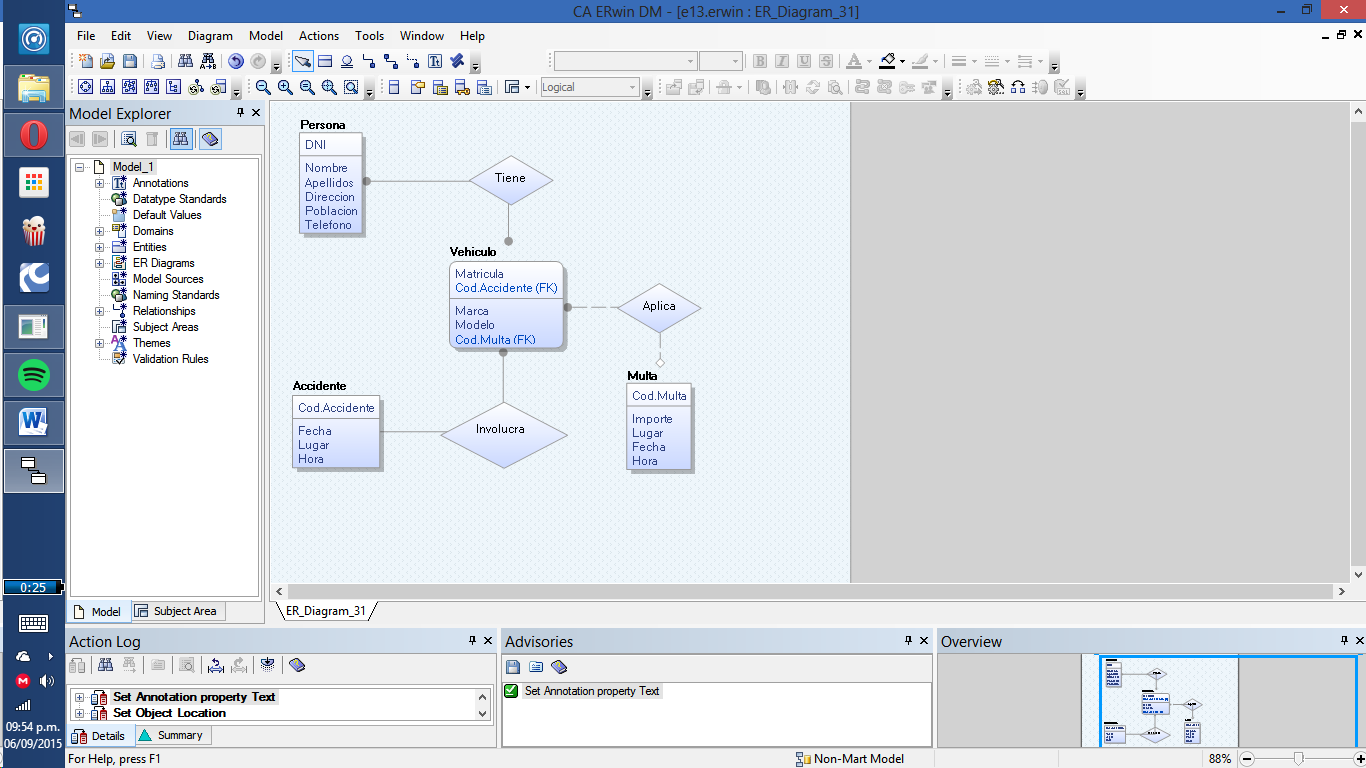 CA ERwin DM - [e13.erwin : ER_Diagram_31]
File Edit View Diagram Model Actions Tools Window Help
Logical
Model Explorer
Model_1
Annotations
Datatype Standards
Default Values
Domains
Entities
ER Diagrams
Model Sources
Naming Standards
Relationships
Subject Areas
Themes
Validation Rules
Model Subject Area
Persona
DNI
Nombre
Apellidos
Direccion
Poblacion
Telefono
Tiene
Vehiculo
Matricula
Cod.Accidente (FK)
Marca
Modelo
Cod.Multa (FK)
Aplica
Multa
Cod.Multa
Importe
Lugar
Fecha
Hora
Accidente
Cod.Accidente
Fecha
Lugar
Hora
Involucra
ER_Diagram_31
Action Log
Set Annotation property Text
Set Object Location
Details Summary
Advisories
Set Annotation property Text
Overview
For Help, press F1
Non-Mart Model
88%
0:25
09:54 p.m.
06/09/2015